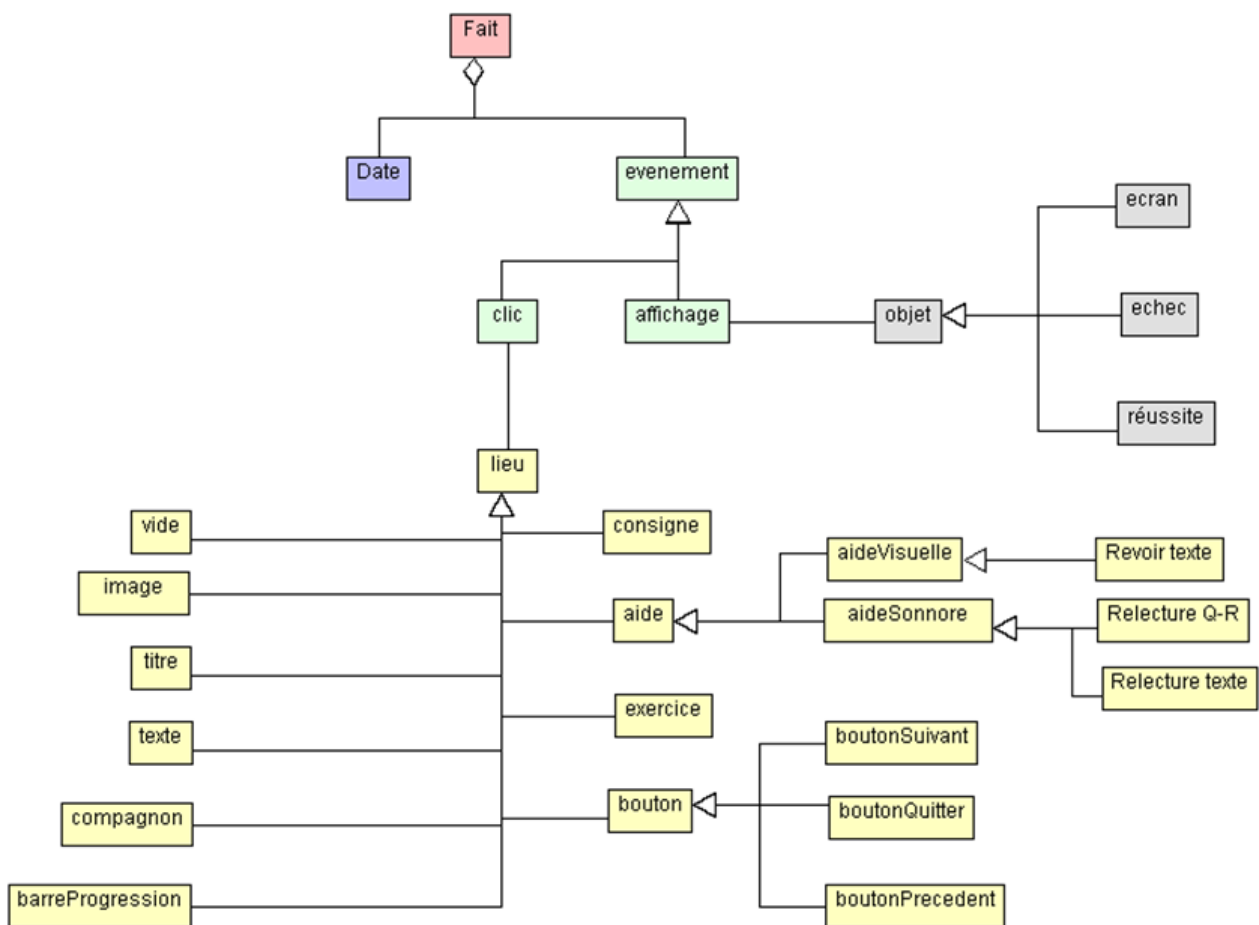 Fait
Date
evenement
ecran
clic
affichage
objet
echec
réussite
lieu
vide
consigne
aideVisuelle
Revoir texte
image
aide
aideSonnore
Relecture Q-R
titre
Relecture texte
exercice
texte
boutonSuivant
compagnon
bouton
boutonQuitter
barreProgression
boutonPrecedent